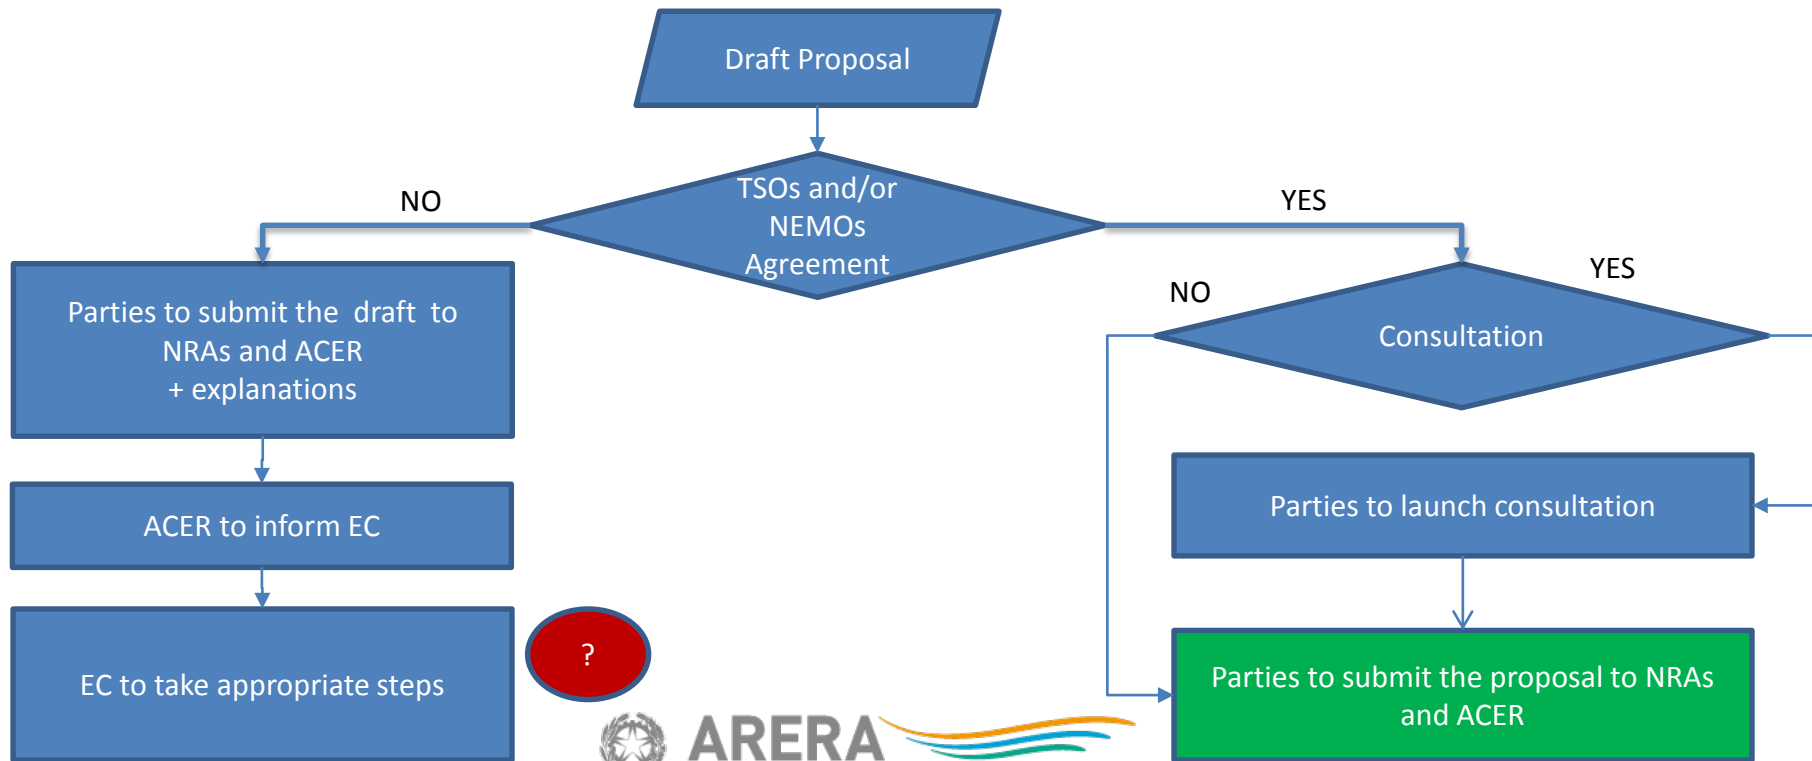 Draft Proposal
TSOs and/or
NEMOs
Agreement
NO
YES
Parties to submit the draft to
NRAs and ACER
+ explanations
ACER to inform EC
EC to take appropriate steps
?
NO
YES
Consultation
Parties to launch consultation
Parties to submit the proposal to NRAs
and ACER
ARERA